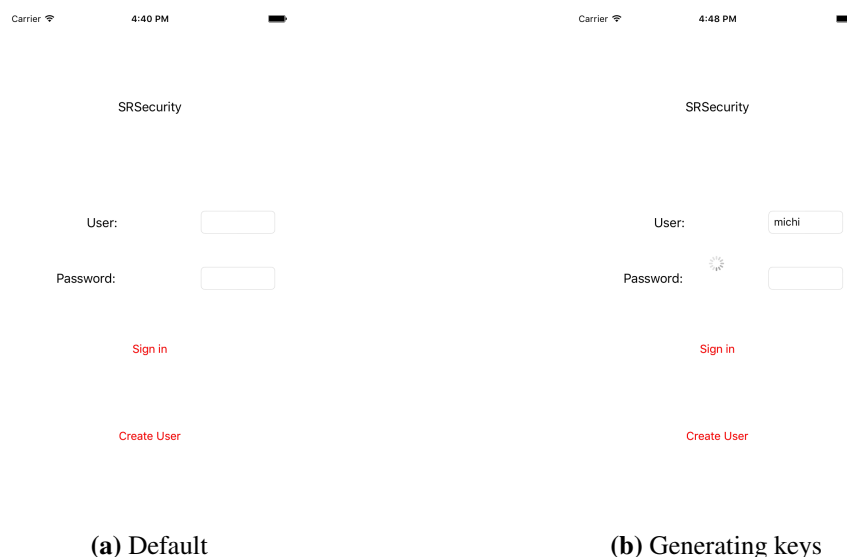 Carrier 4:40 PM
SRSecurity
User:
Password:
Sign in
Create User
(a) Default
Carrier 4:48 PM
SRSecurity
User: michi
Password:
Sign in
Create User
(b) Generating keys